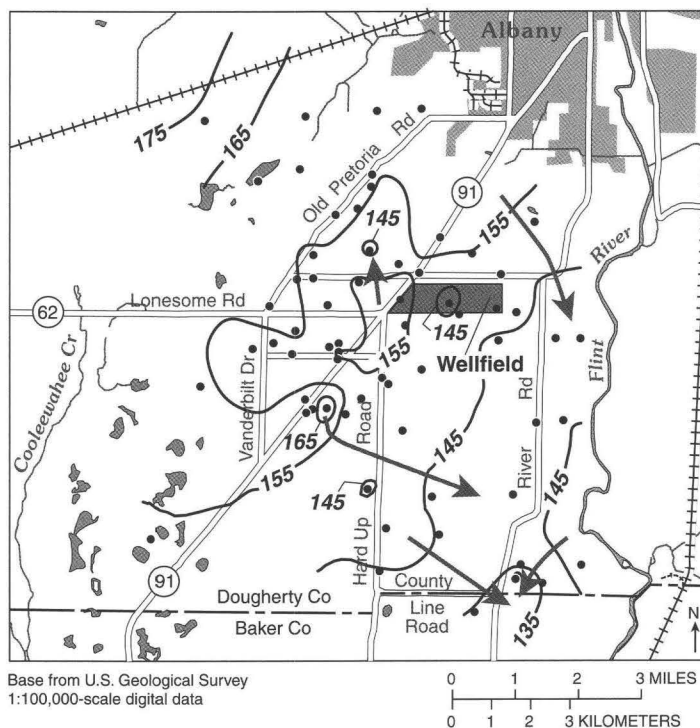 Albany
175
165
Old Pretoria Rd
91
145
155
River
62
Lonesome Rd
145
Wellfield
155
Flint
Cooleewahee Cr
Vanderbilt Dr
Road
Rd
165
145
155
145
River
145
Hard Up
91
Dougherty Co
County
Baker Co
Line
Road
135
N
Base from U.S. Geological Survey
1:100,000-scale digital data
0 1 2 3 MILES
0 1 2 3 KILOMETERS